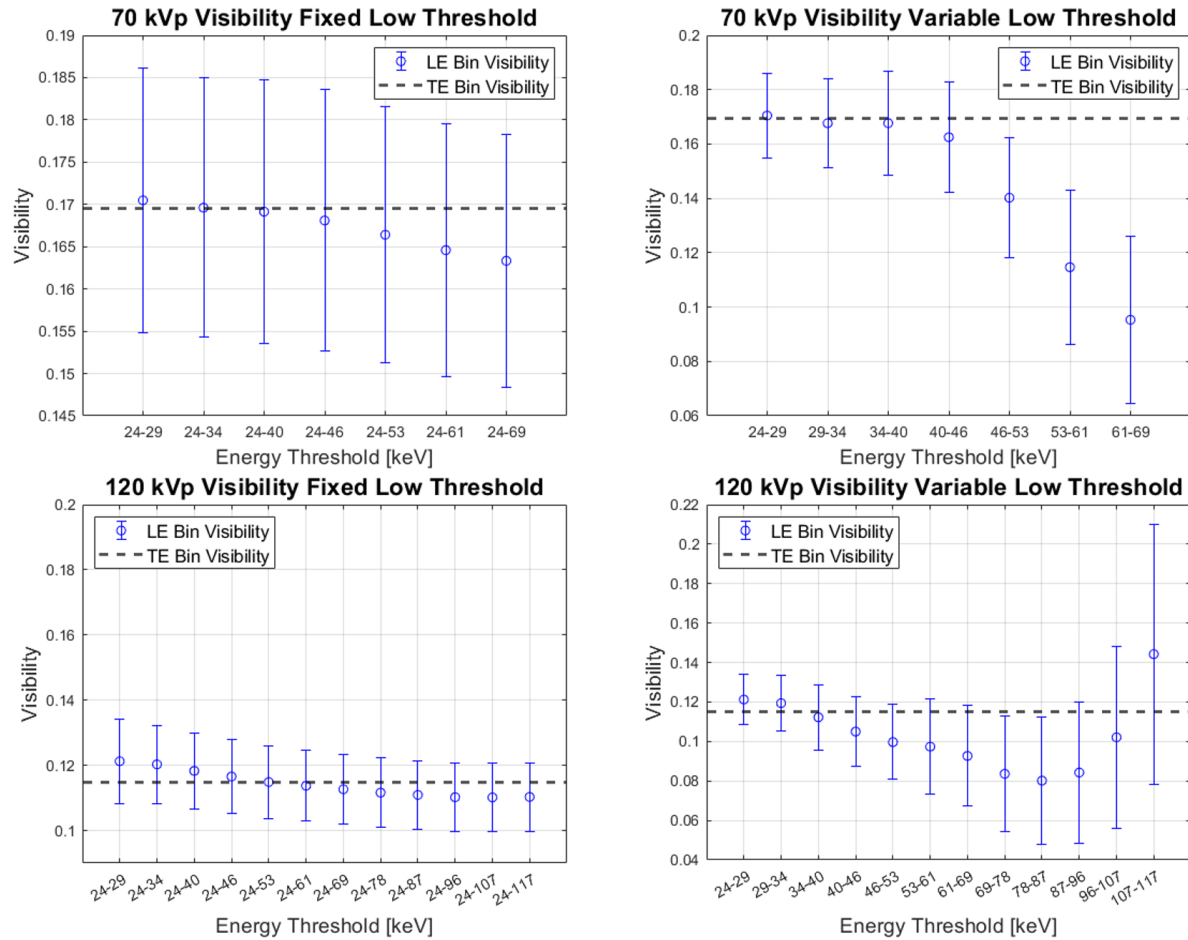 70 kVp Visibility Fixed Low Threshold
0.19
0.185
0.18
0.175
0.17
0.165
0.16
0.155
0.15
0.145
Visibility
LE Bin Visibility
TE Bin Visibility
24-29 24-34 24-40 24-46 24-53 24-61 24-69
Energy Threshold [keV]
70 kVp Visibility Variable Low Threshold
0.2
0.18
0.16
0.14
0.12
0.1
0.08
0.06
Visibility
LE Bin Visibility
TE Bin Visibility
24-29 29-34 34-40 40-46 46-53 53-61 61-69
Energy Threshold [keV]
120 kVp Visibility Fixed Low Threshold
0.2
0.18
0.16
0.14
0.12
0.1
Visibility
LE Bin Visibility
TE Bin Visibility
24-29 24-34 24-40 24-46 24-53 24-61 24-69 24-78 24-87 24-96 24-107 24-117
Energy Threshold [keV]
120 kVp Visibility Variable Low Threshold
0.22
0.2
0.18
0.16
0.14
0.12
0.1
0.08
0.06
0.04
Visibility
LE Bin Visibility
TE Bin Visibility
24-29 29-34 34-40 40-46 46-53 53-61 61-69 69-78 78-87 87-96 96-107 107-117
Energy Threshold [keV]